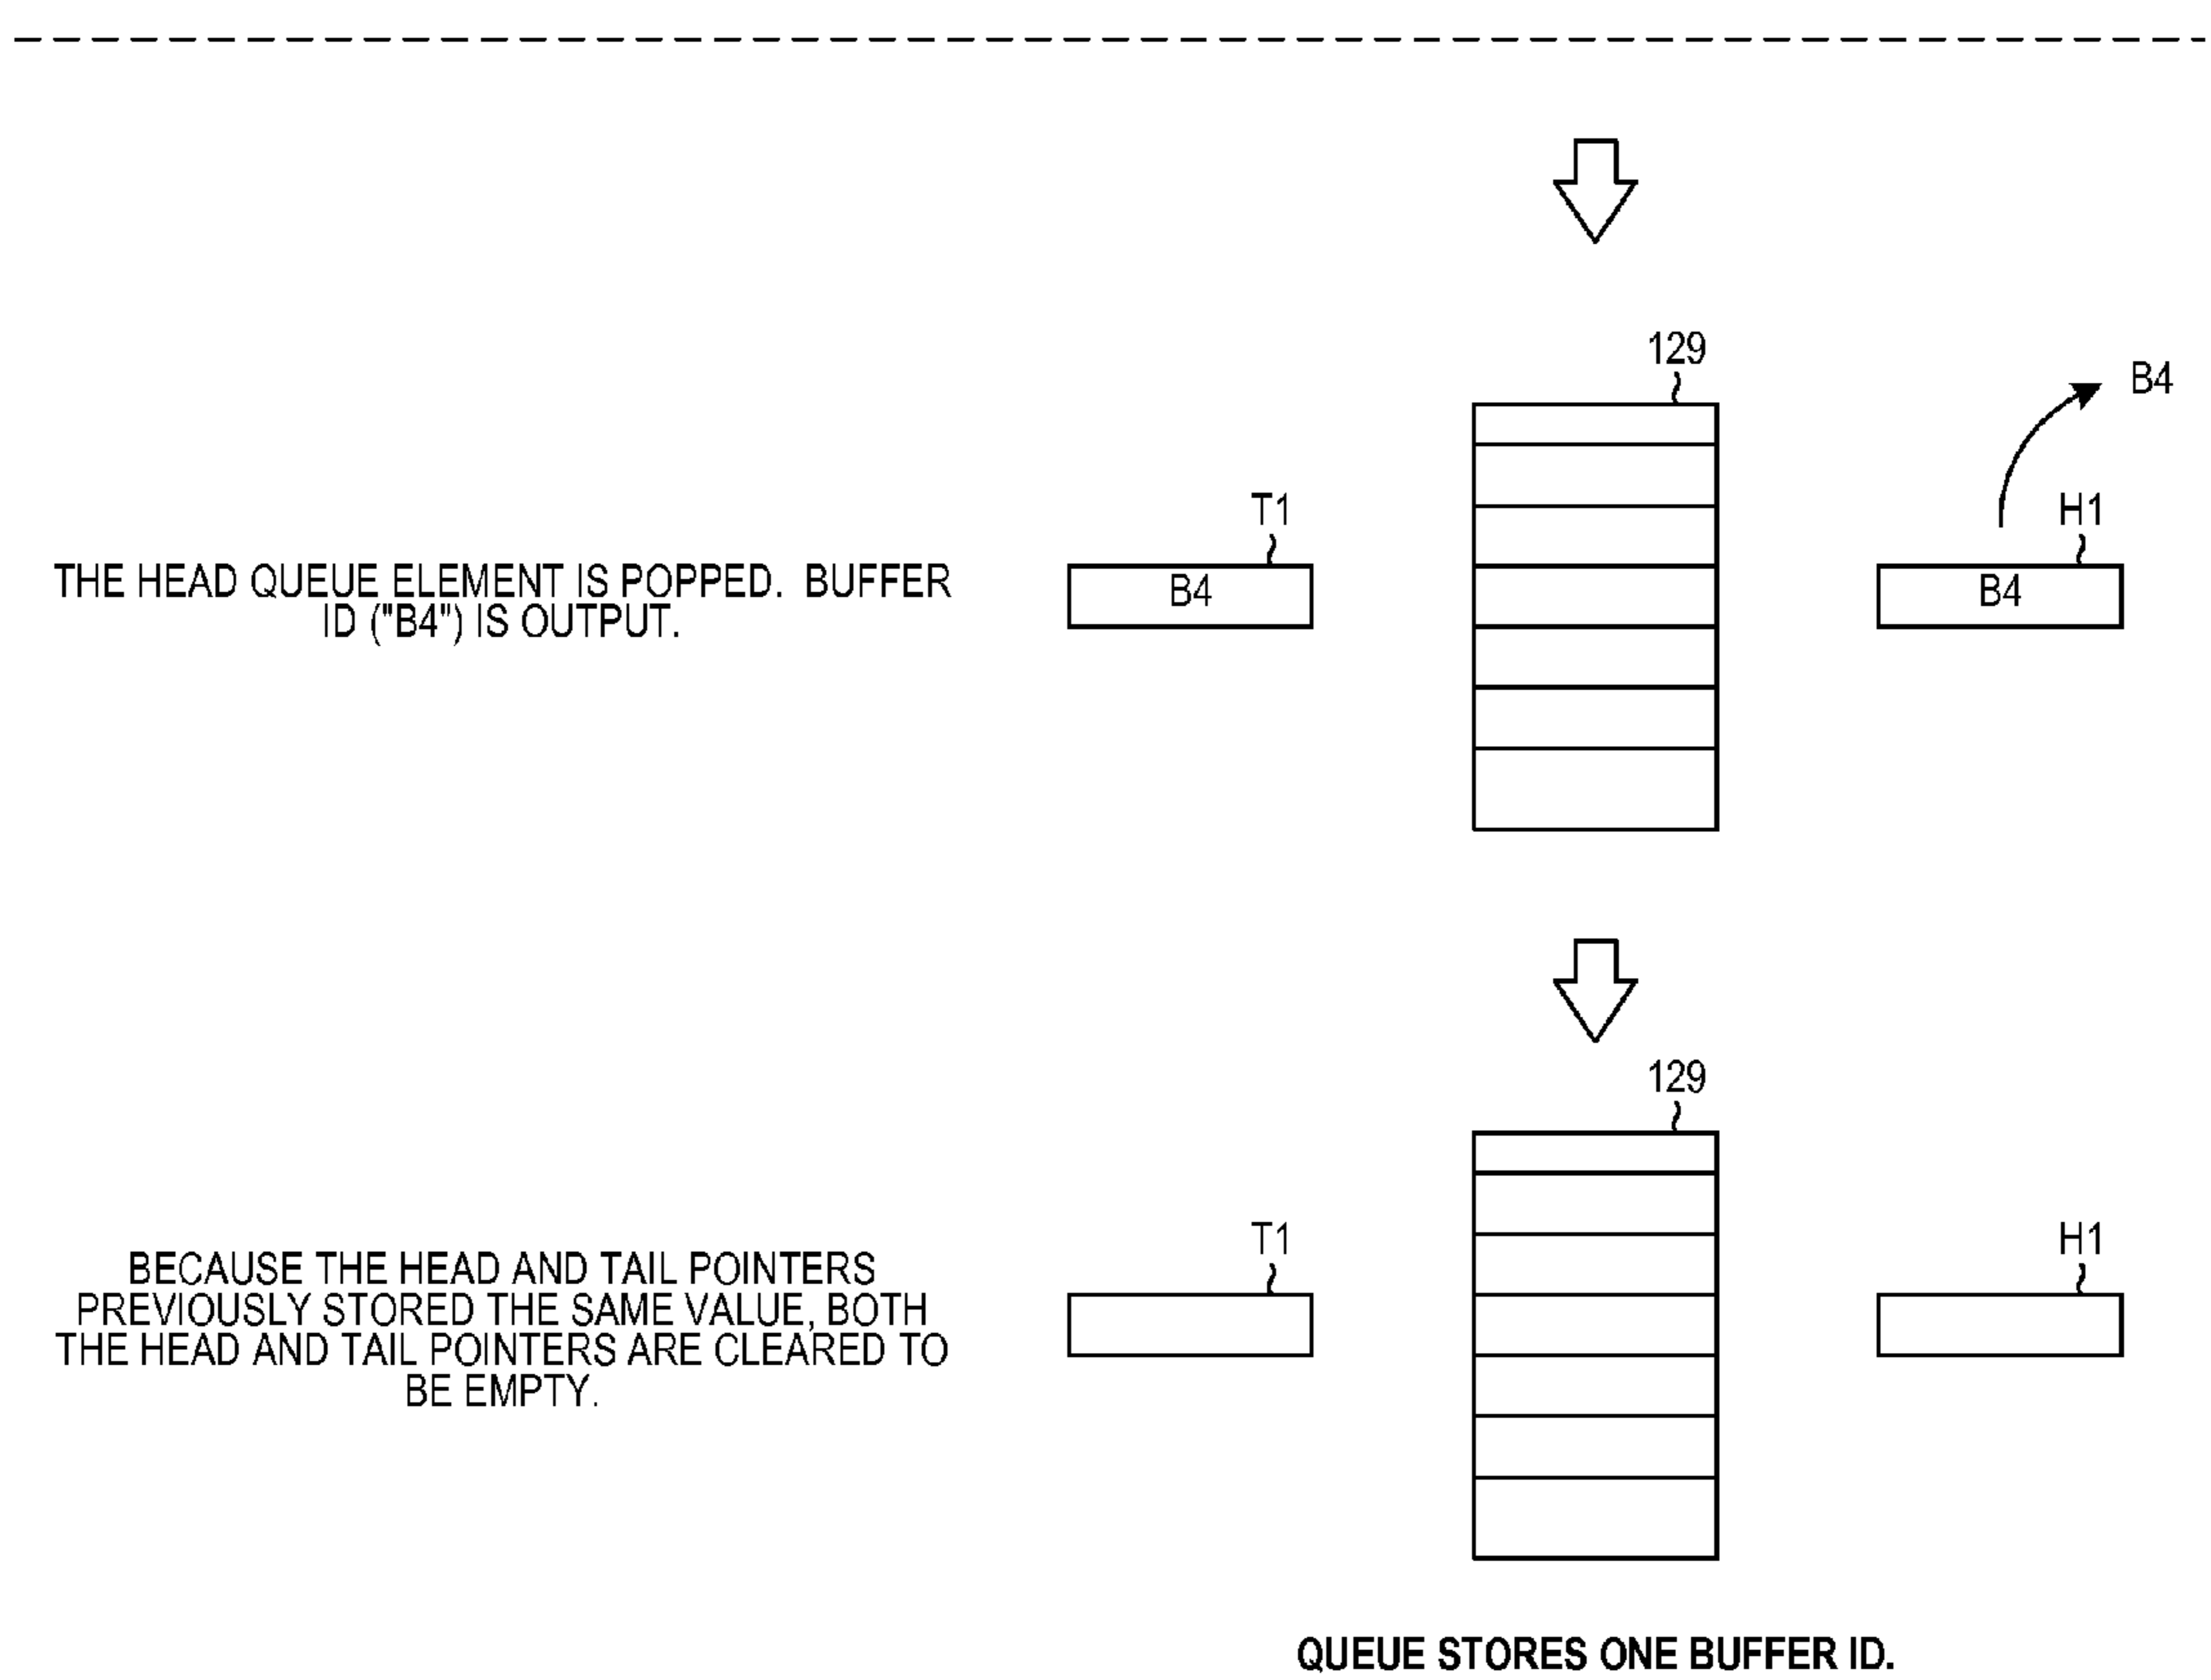 129
B4
T1
H1
THE HEAD QUEUE ELEMENT IS POPPED. BUFFER
ID ("B4") IS OUTPUT.
B4
B4
129
T1
H1
BECAUSE THE HEAD AND TAIL POINTERS
PREVIOUSLY STORED THE SAME VALUE, BOTH
THE HEAD AND TAIL POINTERS ARE CLEARED TO
BE EMPTY.
QUEUE STORES ONE BUFFER ID.